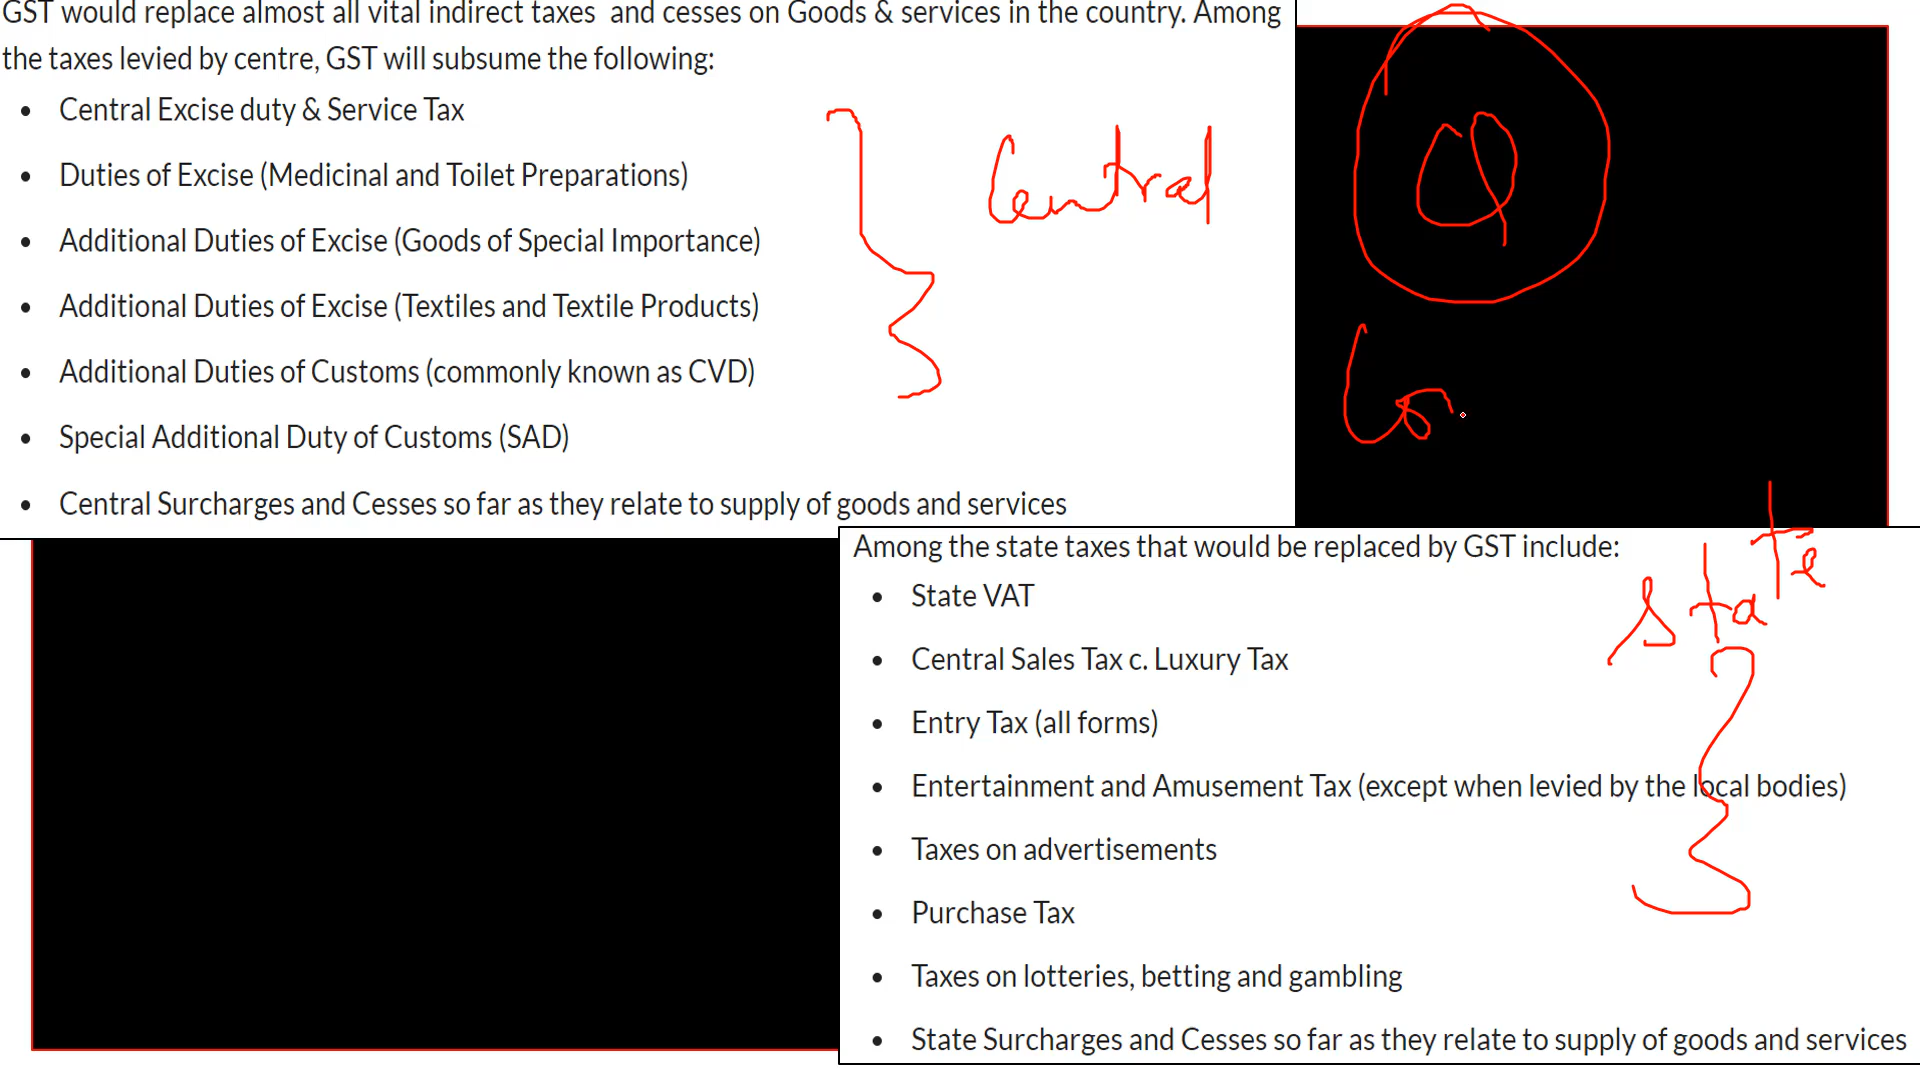 GST would replace almost all vital indirect taxes and cesses on Goods & services in the country. Among
the taxes levied by centre, GST will subsume the following:
• Central Excise duty & Service Tax
• Duties of Excise (Medicinal and Toilet Preparations)
• Additional Duties of Excise (Goods of Special Importance)
• Additional Duties of Excise (Textiles and Textile Products)
• Additional Duties of Customs (commonly known as CVD)
• Special Additional Duty of Customs (SAD)
• Central Surcharges and Cesses so far as they relate to supply of goods and services
Central
Among the state taxes that would be replaced by GST include:
• State VAT
• Central Sales Tax c. Luxury Tax
• Entry Tax (all forms)
• Entertainment and Amusement Tax (except when levied by the local bodies)
• Taxes on advertisements
• Purchase Tax
• Taxes on lotteries, betting and gambling
• State Surcharges and Cesses so far as they relate to supply of goods and services
State